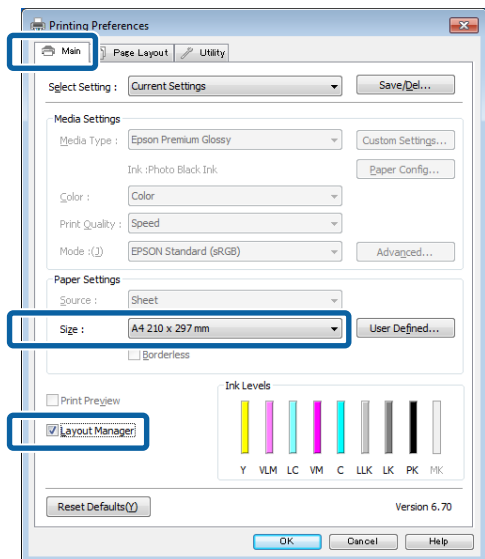 Printing Preferences
Main Page Layout Utility
Select Setting : Current Settings Save/Del...
Media Settings
Media Type : Epson Premium Glossy Custom Settings...
Ink :Photo Black Ink Paper Config...
Color : Color
Print Quality : Speed
Mode :(J) EPSON Standard (sRGB) Advanced...
Paper Settings
Source : Sheet
Size : A4 210 x 297 mm User Defined...
Borderless
Print Preview
Layout Manager
Ink Levels
Y VLM LC VM C LLK LK PK MK
Reset Defaults(Y) Version 6.70
OK Cancel Help